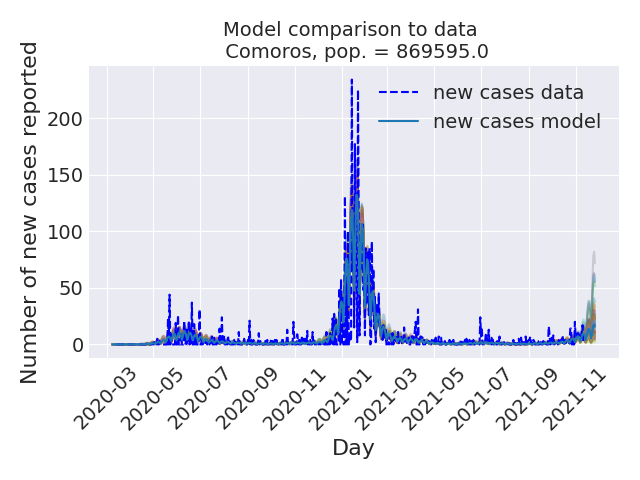 Model comparison to data
Comoros, pop. = 869595.0
new cases data
new cases model
Number of new cases reported
200
150
100
50
0
2020-03
2020-05
2020-07
2020-09
2020-11
2021-01
2021-03
2021-05
2021-07
2021-09
2021-11
Day